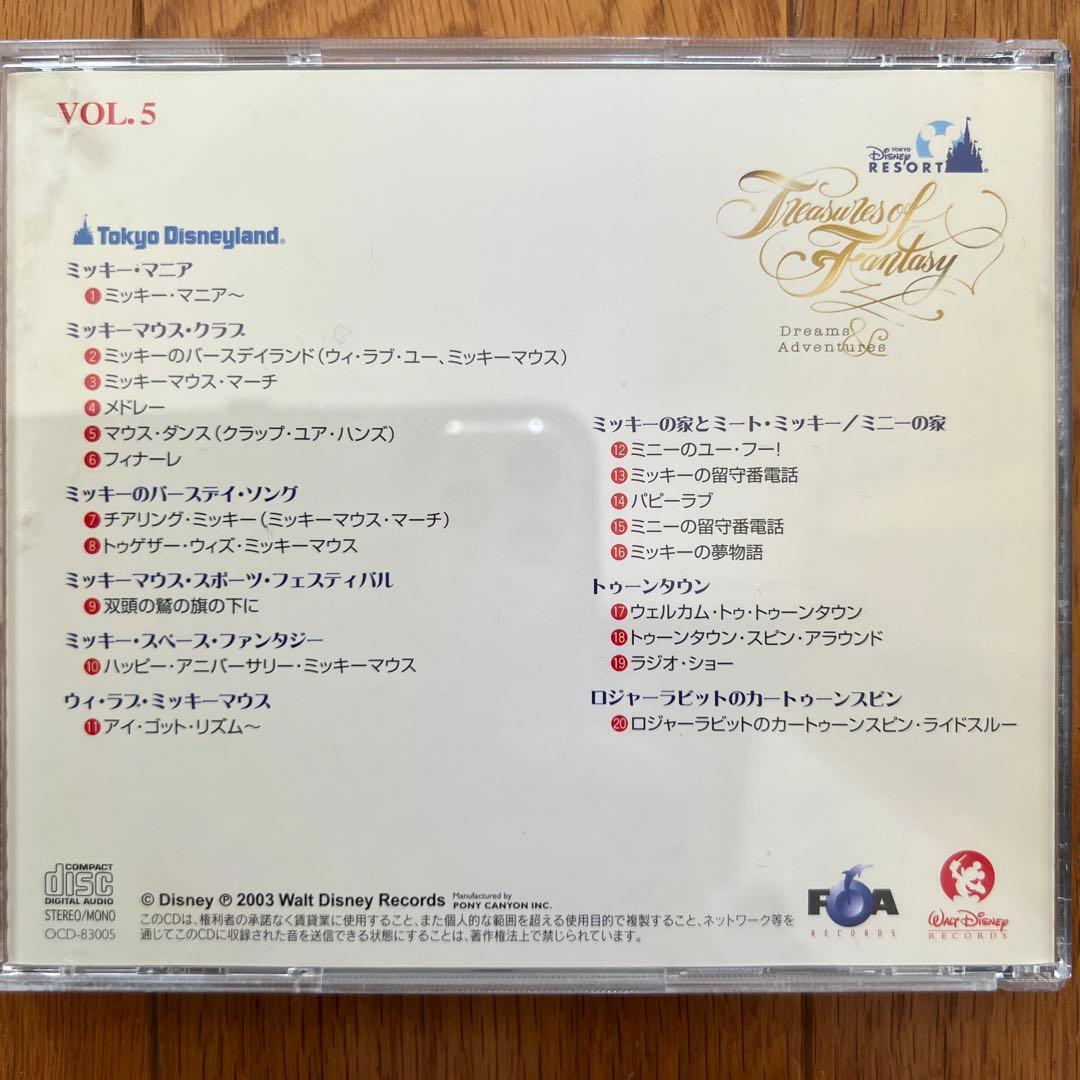 VOL. 5
TOKYO
Disney
RESORT®
Treasures of
Fantasy
Dreams &
Adventures
Tokyo Disneyland®
ミッキー・マニア
1 ミッキー・マニア～
ミッキーマウス・クラブ
2 ミッキーのバースデイランド(ウィ・ラブ・ユー、ミッキーマウス)
3 ミッキーマウス・マーチ
4 メドレー
5 マウス・ダンス(クラップ・ユア・ハンズ)
6 フィナーレ
ミッキーのバースデイ・ソング
7 チアリング・ミッキー(ミッキーマウス・マーチ)
8 トゥゲザー・ウィズ・ミッキーマウス
ミッキーマウス・スポーツ・フェスティバル
9 双頭の鷲の旗の下に
ミッキー・スペース・ファンタジー
10 ハッピー・アニバーサリー・ミッキーマウス
ウィ・ラブ・ミッキーマウス
11 アイ・ゴット・リズム～
ミッキーの家とミート・ミッキー/ミニーの家
12 ミニーのユー・フー!
13 ミッキーの留守番電話
14 パピーラブ
15 ミニーの留守番電話
16 ミッキーの夢物語
トゥーンタウン
17 ウェルカム・トゥ・トゥーンタウン
18 トゥーンタウン・スピン・アラウンド
19 ラジオ・ショー
ロジャーラビットのカートゥーンスピン
20 ロジャーラビットのカートゥーンスピン・ライドスルー
COMPACT
disc
DIGITAL AUDIO
STEREO/MONO
OCD-83005
© Disney ℗ 2003 Walt Disney Records Manufactured by PONY CANYON INC.
このCDは、権利者の承諾なく賃貸業に使用すること、また個人的な範囲を超える使用目的で複製すること、ネットワーク等を
通じてこのCDに収録された音を送信できる状態にすることは、著作権法上で禁じられています。
FOA
RECORDS
WALT DISNEY
RECORDS